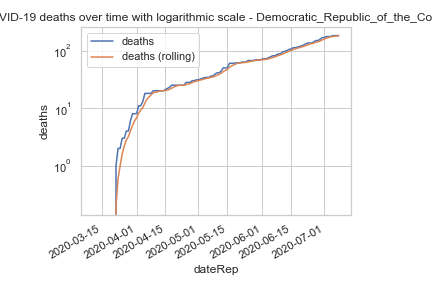 VID-19 deaths over time with logarithmic scale - Democratic_Republic_of_the_Co
deaths
deaths (rolling)
10²
10¹
10⁰
deaths
2020-03-15
2020-04-01
2020-04-15
2020-05-01
2020-05-15
2020-06-01
2020-06-15
2020-07-01
dateRep